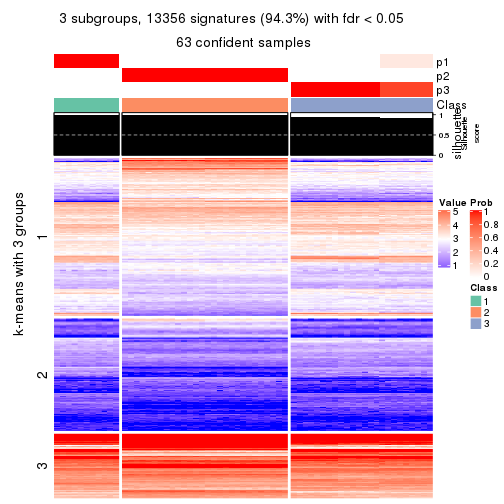 3 subgroups, 13356 signatures (94.3%) with fdr < 0.05
63 confident samples
p1
p2
p3
Class
silhouette
Silhouette
score
1
0.5
0
k-means with 3 groups
1
2
3
Value
5
4
3
2
1
Prob
1
0.8
0.6
0.4
0.2
0
Class
1
2
3